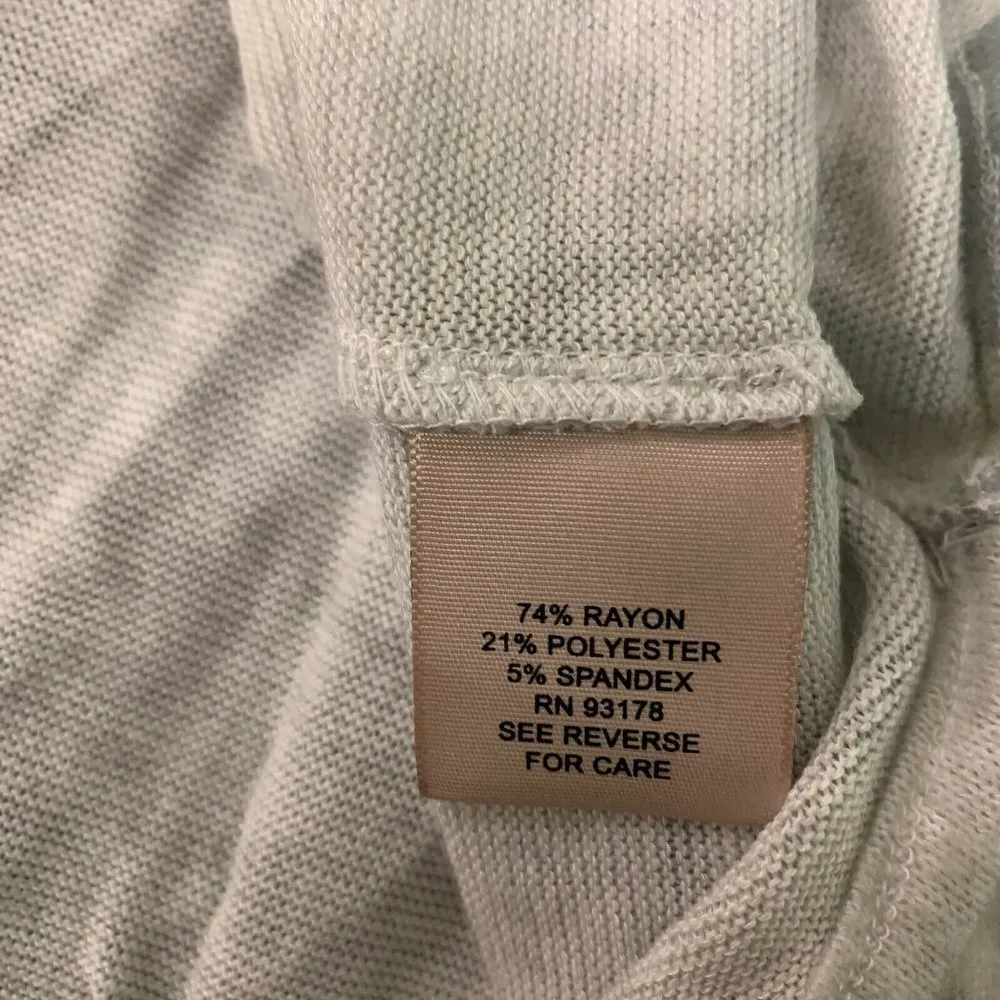 74% RAYON
21% POLYESTER
5% SPANDEX
RN 93178
SEE REVERSE
FOR CARE